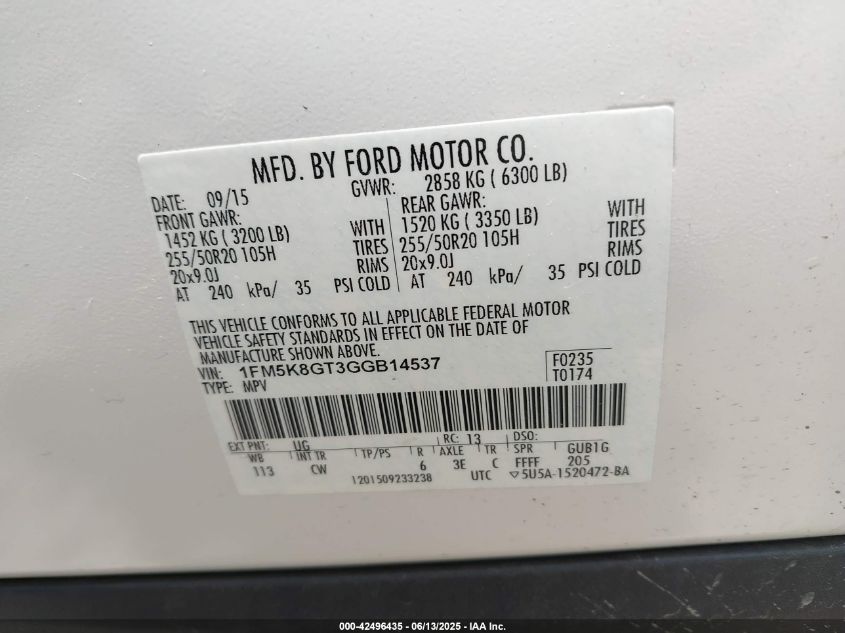 MFD. BY FORD MOTOR CO.
DATE: 09/15 GVWR: 2858 KG ( 6300 LB)
FRONT GAWR: REAR GAWR:
1452 KG ( 3200 LB) WITH 1520 KG ( 3350 LB) WITH
255/50R20 105H TIRES 255/50R20 105H TIRES
20x9.0J RIMS 20x9.0J RIMS
AT 240 kPa/ 35 PSI COLD AT 240 kPa/ 35 PSI COLD
THIS VEHICLE CONFORMS TO ALL APPLICABLE FEDERAL MOTOR
VEHICLE SAFETY STANDARDS IN EFFECT ON THE DATE OF
MANUFACTURE SHOWN ABOVE.
VIN: 1FM5K8GT3GGB14537 F0235
TYPE: MPV T0174
EXT PNT: UG RC: 13 DSO:
WB INT TR TP/PS R AXLE TR SPR GUB1G
113 CW 6 3E C FFFF 205
1201509233238 UTC ▽5U5A-1520472-BA
000-42496435 - 06/13/2025 - IAA Inc.